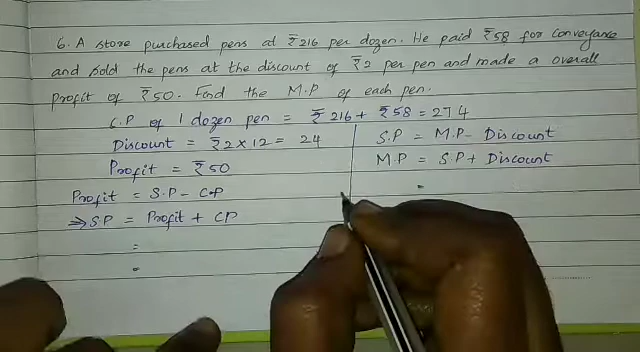 6. A store purchased pens at ₹216 per dozen. He paid ₹58 for conveyance
and sold the pens at the discount of ₹2 per pen and made a overall
profit of ₹50. Find the M.P of each pen.
C.P of 1 dozen pen = ₹216 + ₹58 = 274
Discount = ₹2 × 12 = 24
Profit = ₹50
Profit = S.P - C.P
⇒ S.P = Profit + CP
=
=
S.P = M.P - Discount
M.P = S.P + Discount
=